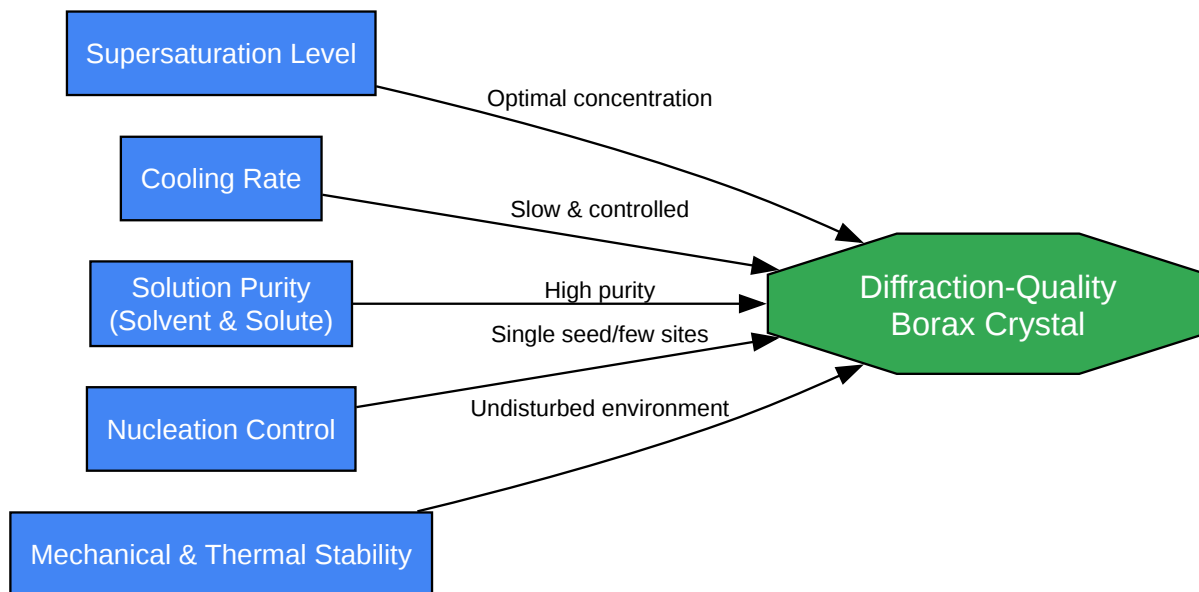 Supersaturation Level
Optimal concentration
Cooling Rate
Slow & controlled
Solution Purity
(Solvent & Solute)
High purity
Diffraction-Quality
Borax Crystal
Single seed/few sites
Nucleation Control
Undisturbed environment
Mechanical & Thermal Stability